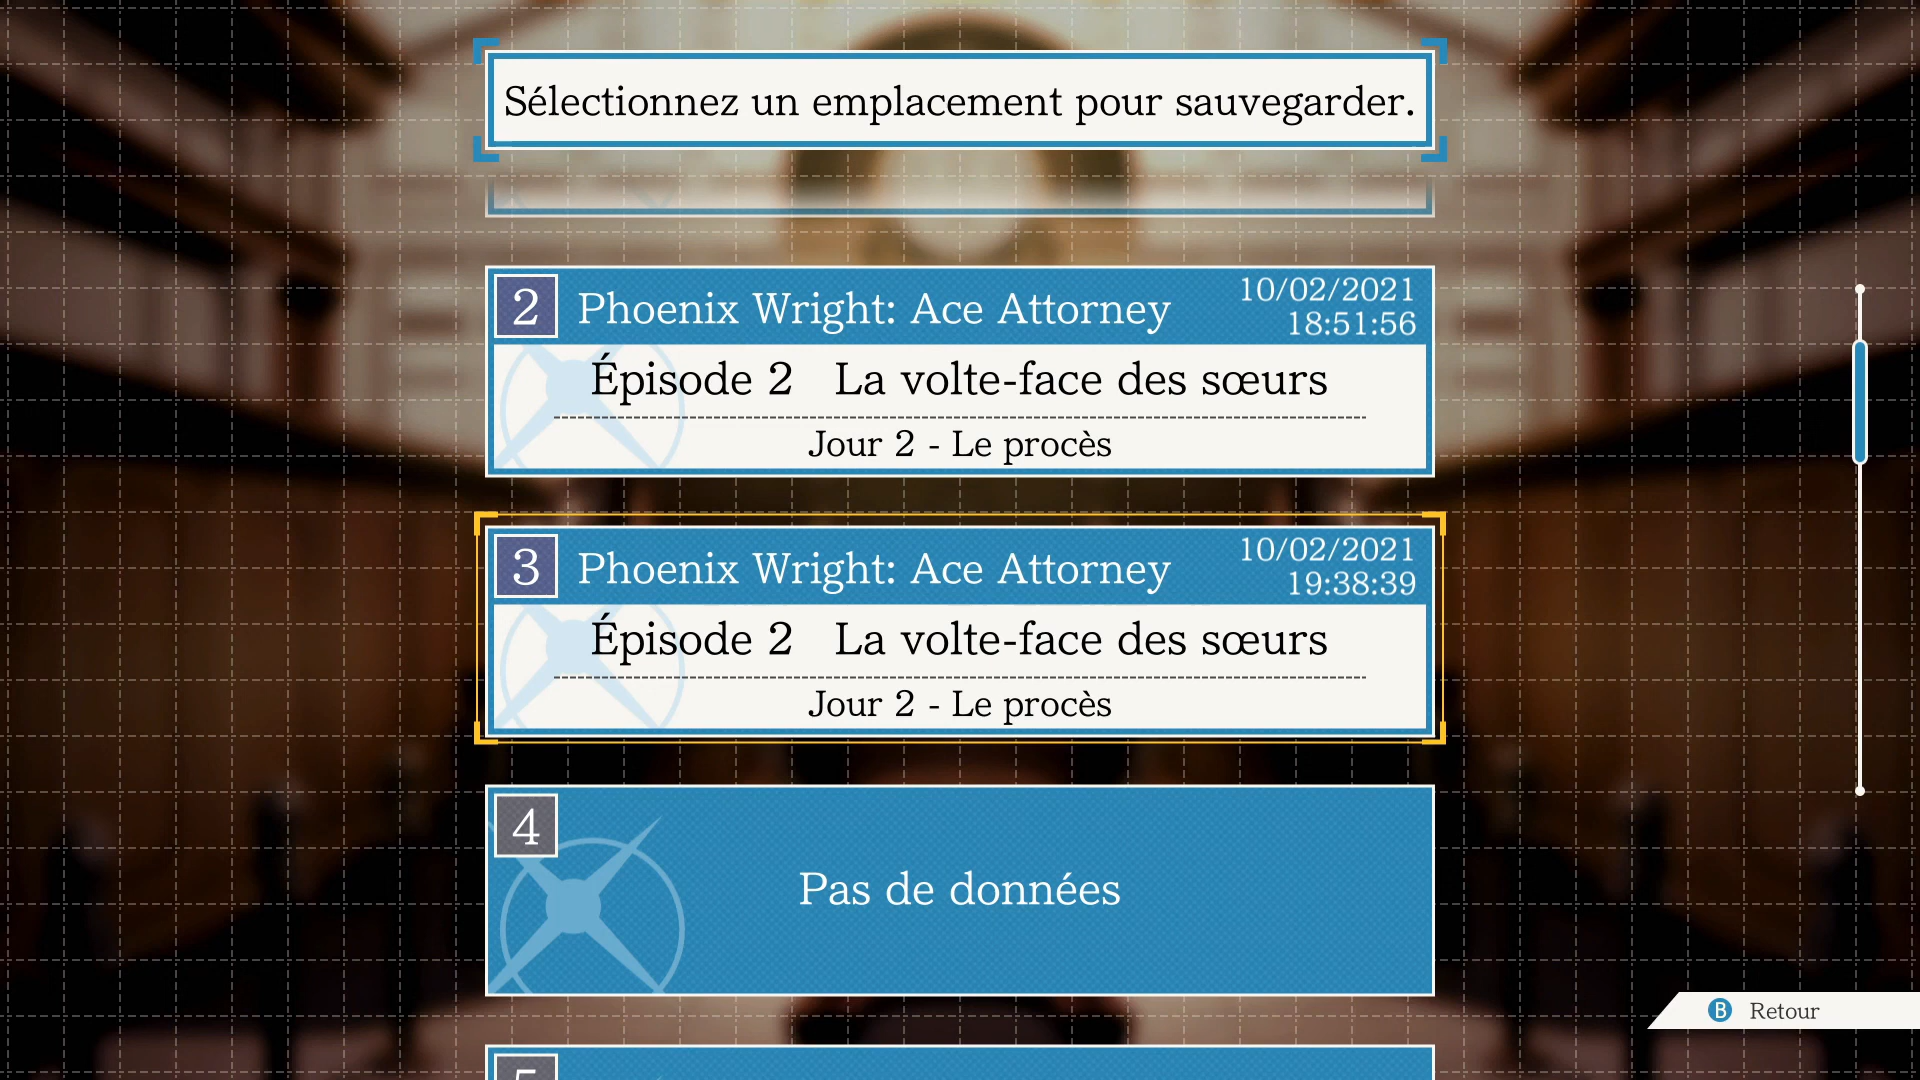 Sélectionnez un emplacement pour sauvegarder.
2 Phoenix Wright: Ace Attorney 10/02/2021 18:51:56
Épisode 2 La volte-face des sœurs
Jour 2 - Le procès
3 Phoenix Wright: Ace Attorney 10/02/2021 19:38:39
Épisode 2 La volte-face des sœurs
Jour 2 - Le procès
4
Pas de données
5
B Retour